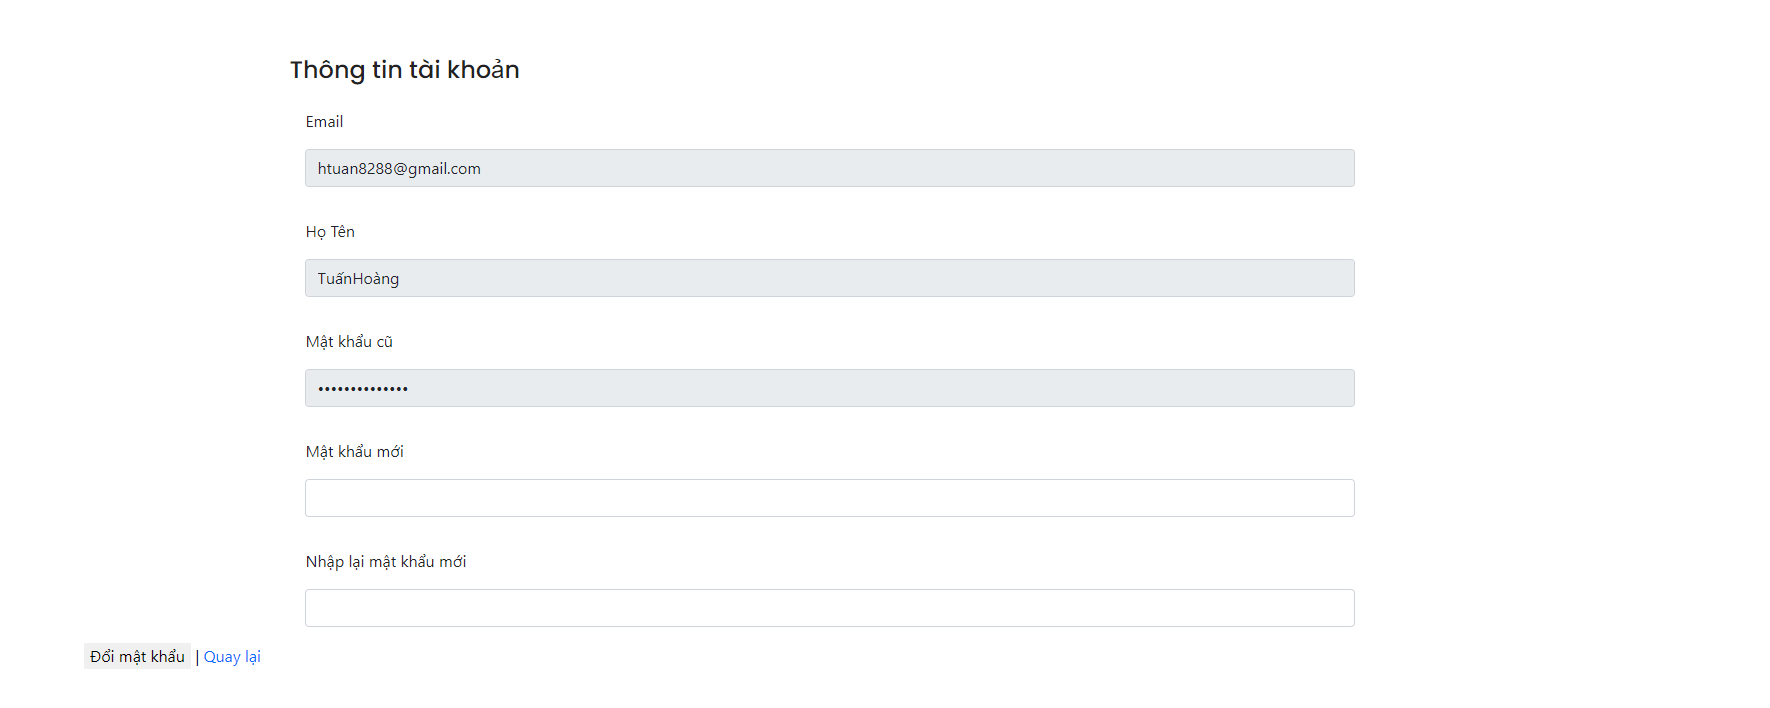 Thông tin tài khoản
Email
htuan8288@gmail.com
Họ Tên
TuấnHoàng
Mật khẩu cũ
••••••••••••••
Mật khẩu mới
Nhập lại mật khẩu mới
Đổi mật khẩu | Quay lại